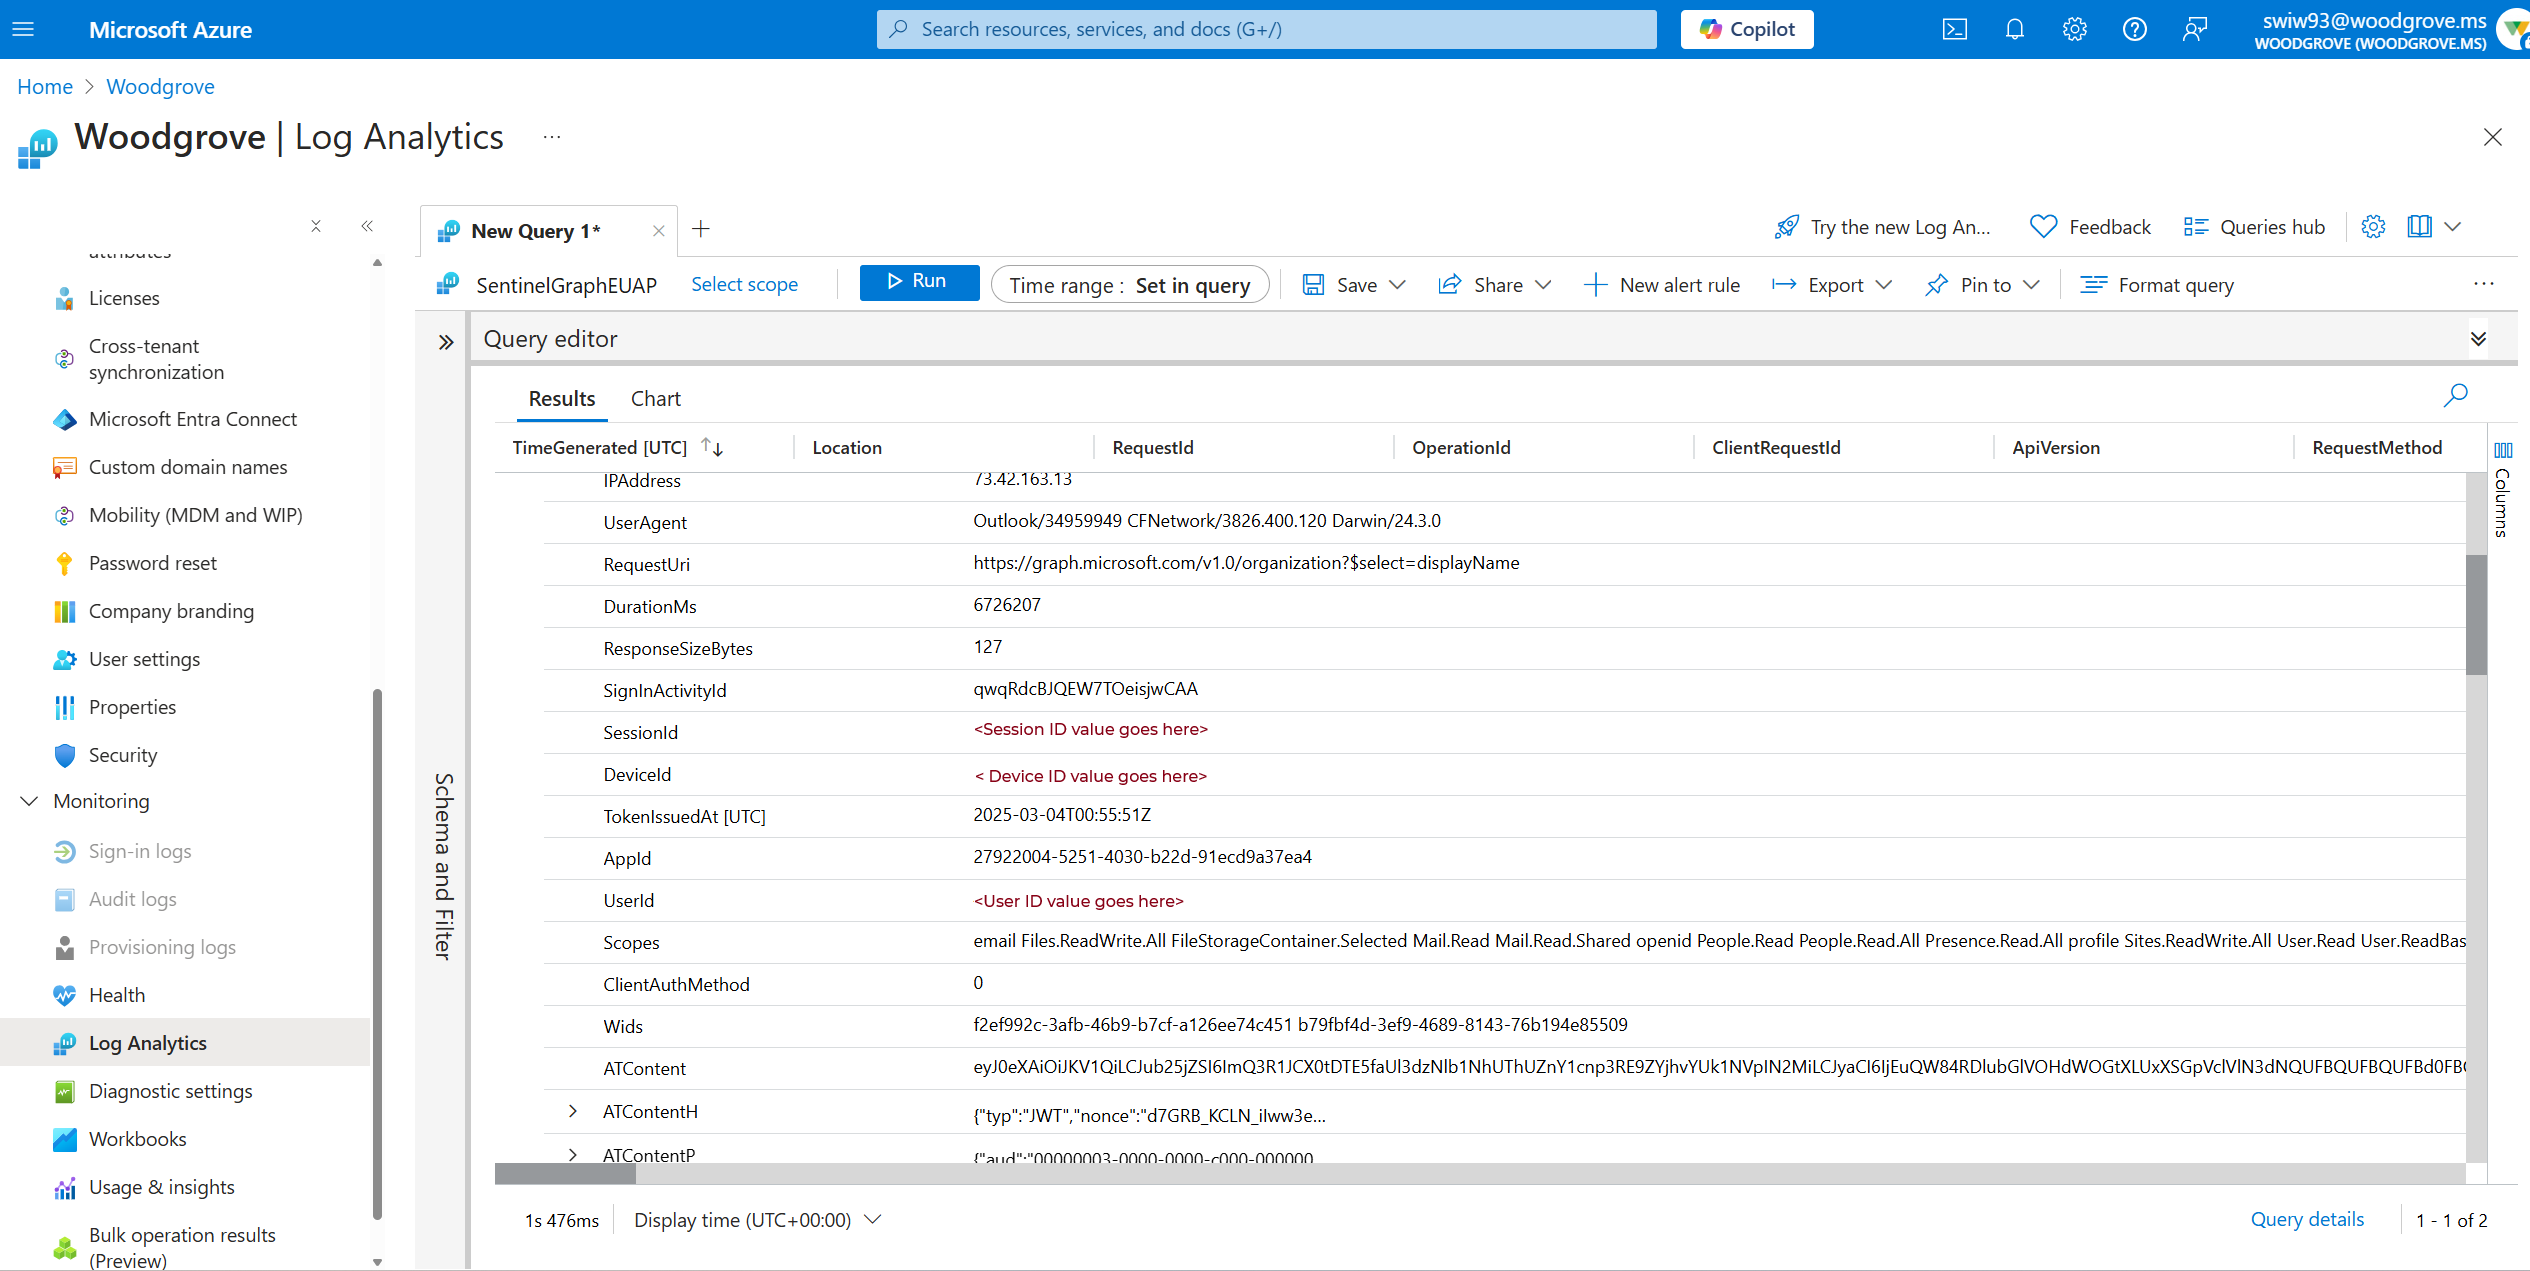 Microsoft Azure
Search resources, services, and docs (G+/)
Copilot
swiw93@woodgrove.ms
WOODGROVE (WOODGROVE.MS)
Home > Woodgrove
Woodgrove | Log Analytics ...
attributes
Licenses
Cross-tenant
synchronization
Microsoft Entra Connect
Custom domain names
Mobility (MDM and WIP)
Password reset
Company branding
User settings
Properties
Security
Monitoring
Sign-in logs
Audit logs
Provisioning logs
Health
Log Analytics
Diagnostic settings
Workbooks
Usage & insights
Bulk operation results
(Preview)
New Query 1*
Try the new Log An...
Feedback
Queries hub
SentinelGraphEUAP
Select scope
Run
Time range : Set in query
Save
Share
New alert rule
Export
Pin to
Format query
...
Schema and Filter
Query editor
Results
Chart
TimeGenerated [UTC]
Location
RequestId
OperationId
ClientRequestId
ApiVersion
RequestMethod
Columns
IPAddress 73.42.163.13
UserAgent Outlook/34959949 CFNetwork/3826.400.120 Darwin/24.3.0
RequestUri https://graph.microsoft.com/v1.0/organization?$select=displayName
DurationMs 6726207
ResponseSizeBytes 127
SignInActivityId qwqRdcBJQEW7TOeisjwCAA
SessionId <Session ID value goes here>
DeviceId < Device ID value goes here>
TokenIssuedAt [UTC] 2025-03-04T00:55:51Z
AppId 27922004-5251-4030-b22d-91ecd9a37ea4
UserId <User ID value goes here>
Scopes email Files.ReadWrite.All FileStorageContainer.Selected Mail.Read Mail.Read.Shared openid People.Read People.Read.All Presence.Read.All profile Sites.ReadWrite.All User.Read User.ReadBas
ClientAuthMethod 0
Wids f2ef992c-3afb-46b9-b7cf-a126ee74c451 b79fbf4d-3ef9-4689-8143-76b194e85509
ATContent
ATContentH {"typ":"JWT","nonce":"d7GRB_KCLN_iIww3e...
ATContentP {"aud":"00000003-0000-0000-c000-000000
1s 476ms
Display time (UTC+00:00)
Query details
1 - 1 of 2